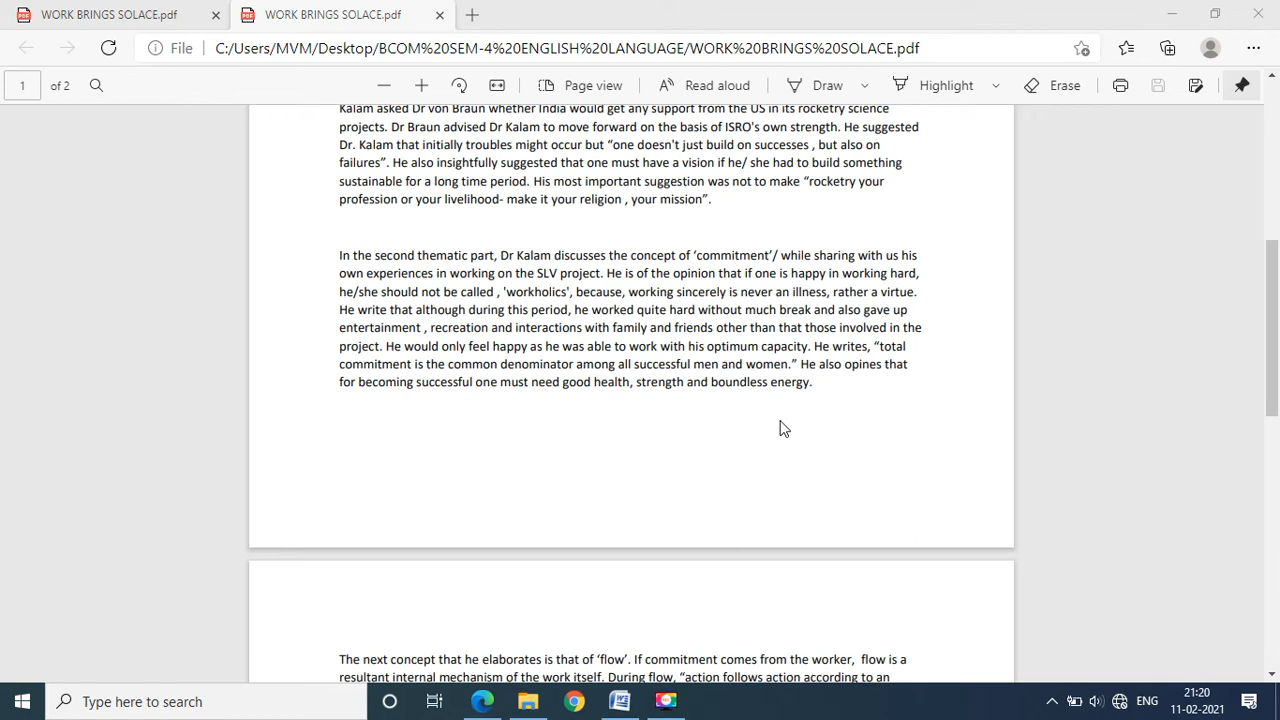 WORK BRINGS SOLACE.pdf
WORK BRINGS SOLACE.pdf
File
C:/Users/MVM/Desktop/BCOM%20SEM-4%20ENGLISH%20LANGUAGE/WORK%20BRINGS%20SOLACE.pdf
1 of 2
Page view
Read aloud
Draw
Highlight
Erase
Kalam asked Dr von Braun whether India would get any support from the US in its rocketry science
projects. Dr Braun advised Dr Kalam to move forward on the basis of ISRO's own strength. He suggested
Dr. Kalam that initially troubles might occur but “one doesn't just build on successes , but also on
failures”. He also insightfully suggested that one must have a vision if he/ she had to build something
sustainable for a long time period. His most important suggestion was not to make “rocketry your
profession or your livelihood- make it your religion , your mission”.
In the second thematic part, Dr Kalam discusses the concept of ‘commitment’/ while sharing with us his
own experiences in working on the SLV project. He is of the opinion that if one is happy in working hard,
he/she should not be called , 'workholics', because, working sincerely is never an illness, rather a virtue.
He write that although during this period, he worked quite hard without much break and also gave up
entertainment , recreation and interactions with family and friends other than that those involved in the
project. He would only feel happy as he was able to work with his optimum capacity. He writes, “total
commitment is the common denominator among all successful men and women.” He also opines that
for becoming successful one must need good health, strength and boundless energy.
The next concept that he elaborates is that of ‘flow’. If commitment comes from the worker,  flow is a
resultant internal mechanism of the work itself. During flow, “action follows action according to an
Type here to search
ENG
21:20
11-02-2021